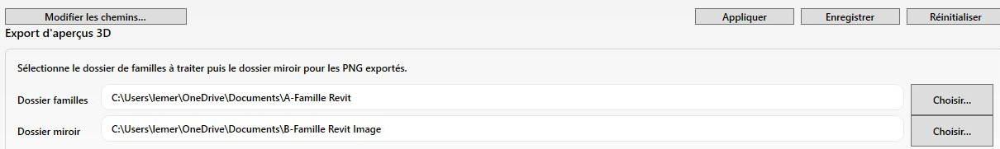 Modifier les chemins... Appliquer Enregistrer Réinitialiser
Export d'aperçus 3D
Sélectionne le dossier de familles à traiter puis le dossier miroir pour les PNG exportés.
Dossier familles C:\Users\lemer\OneDrive\Documents\A-Famille Revit Choisir...
Dossier miroir C:\Users\lemer\OneDrive\Documents\B-Famille Revit Image Choisir...